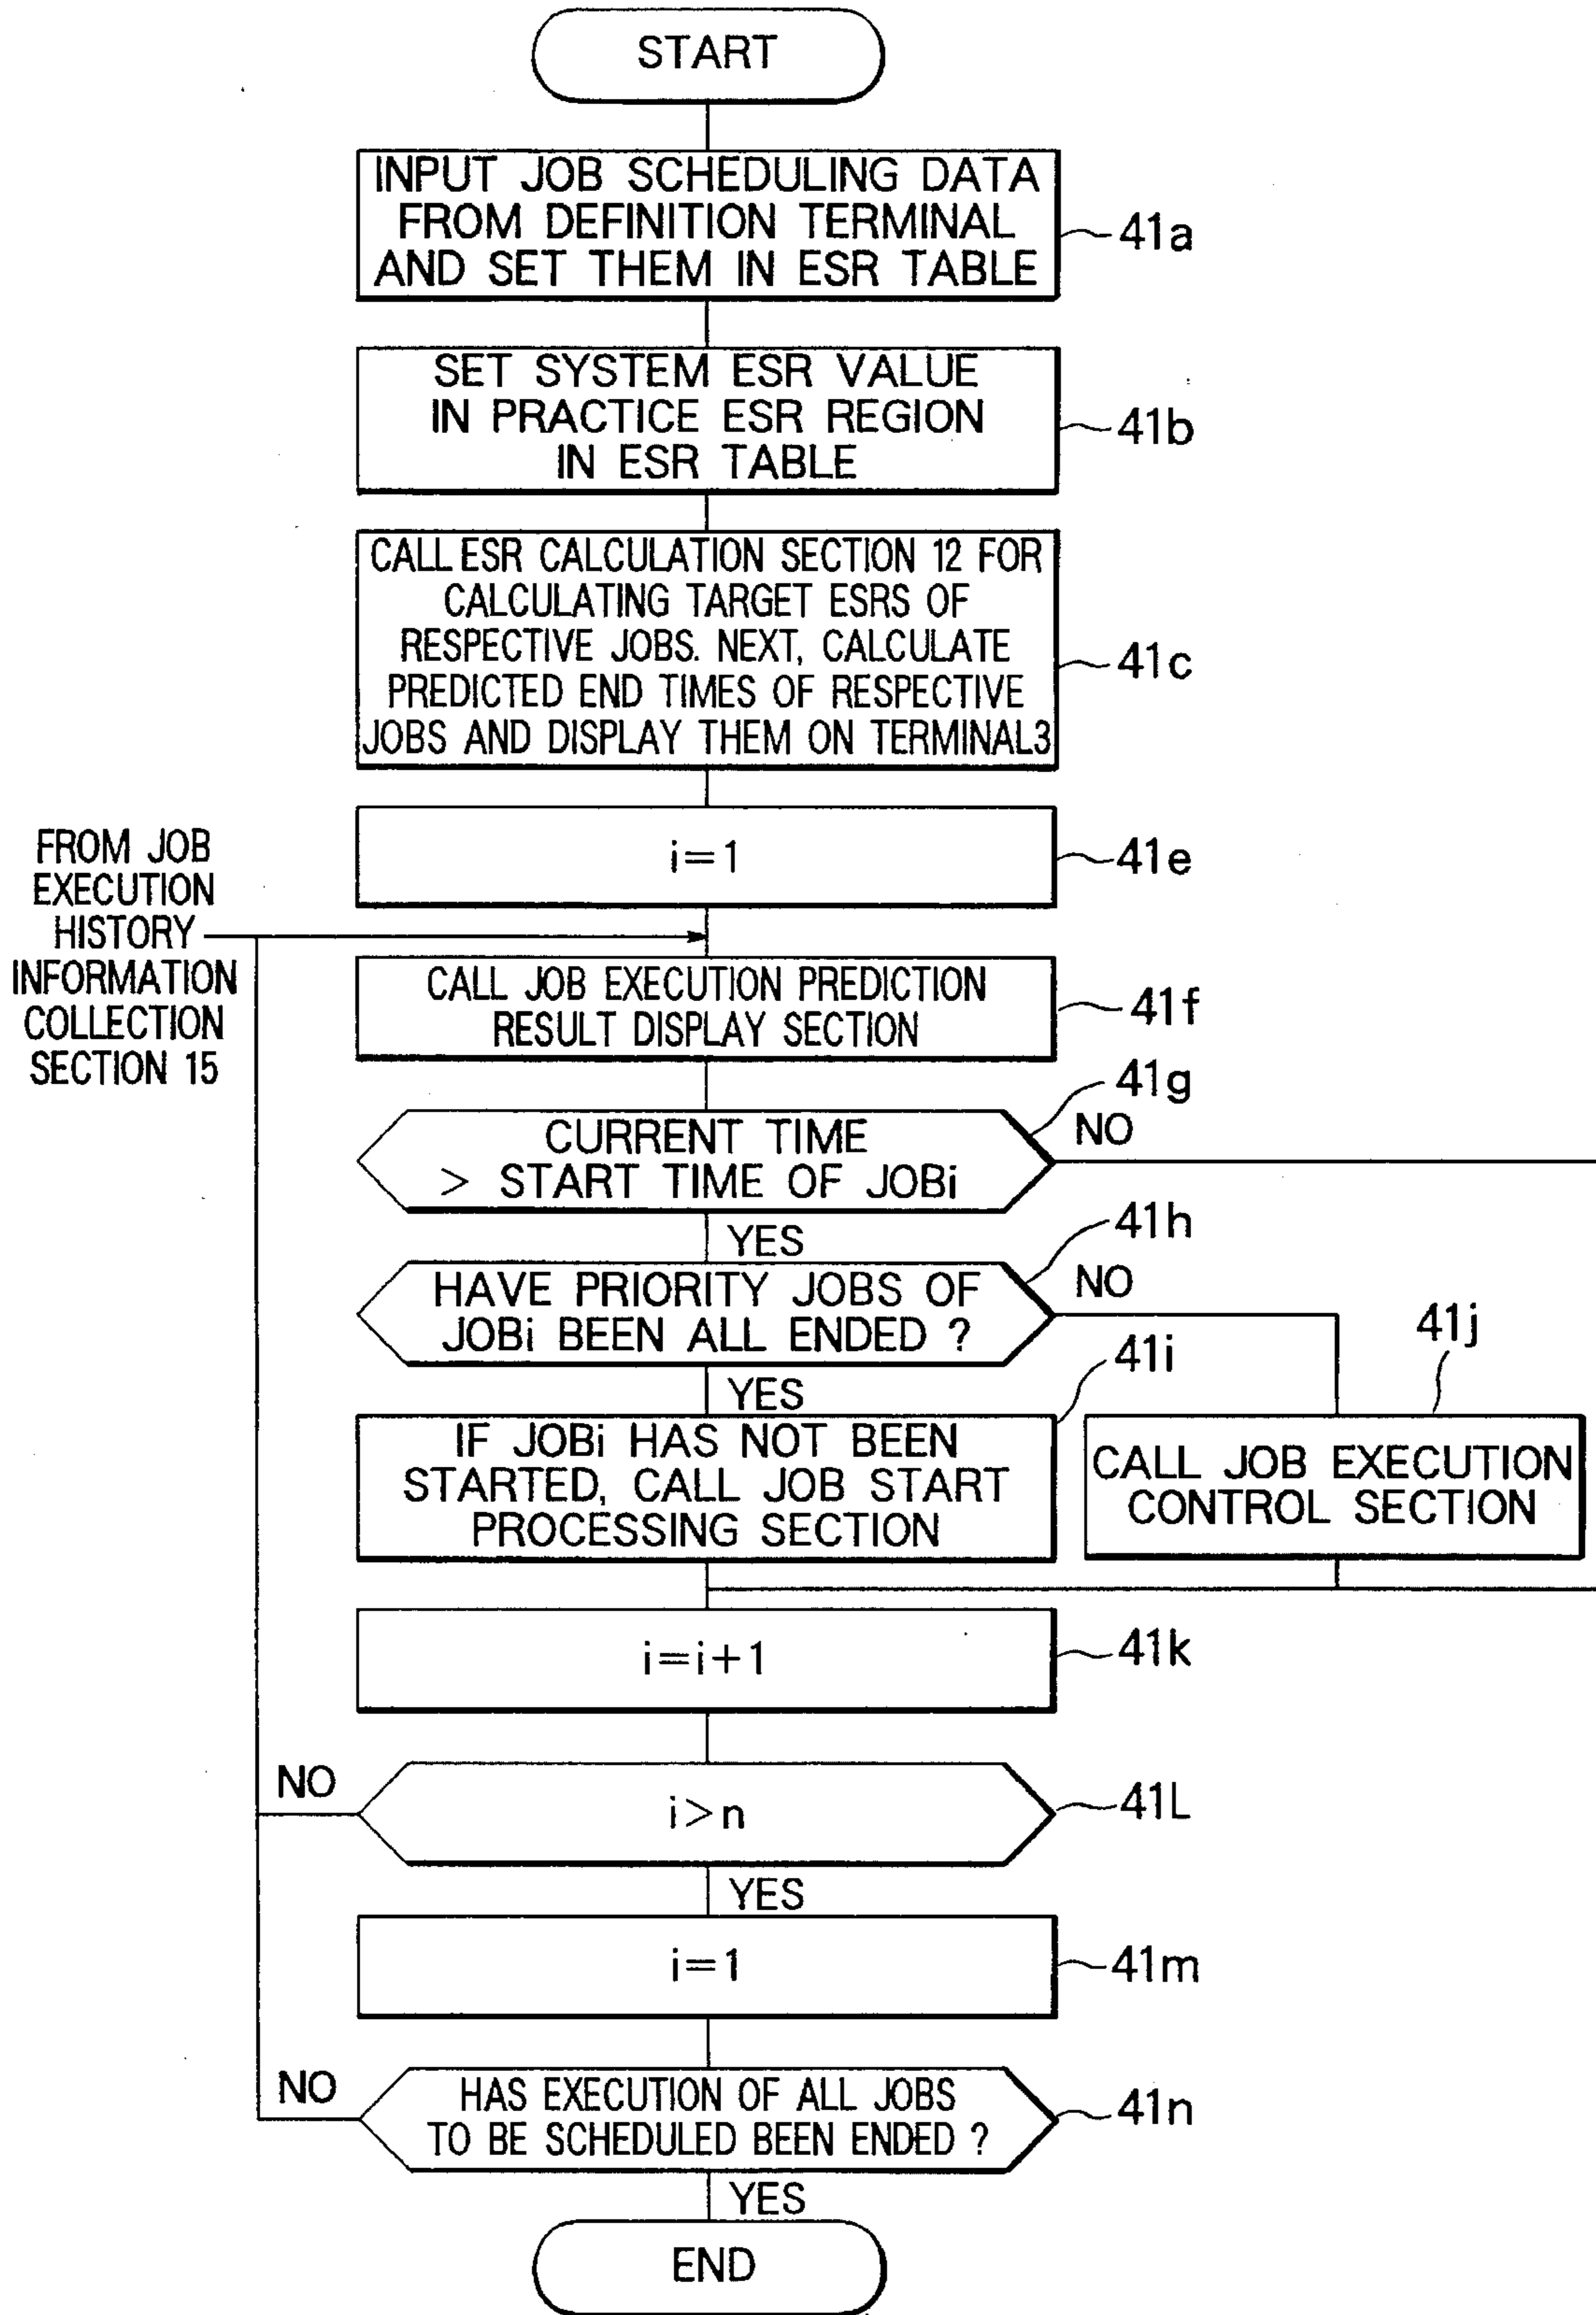 START
INPUT JOB SCHEDULING DATA
FROM DEFINITION TERMINAL
AND SET THEM IN ESR TABLE
41a
SET SYSTEM ESR VALUE
IN PRACTICE ESR REGION
IN ESR TABLE
41b
CALL ESR CALCULATION SECTION 12 FOR
CALCULATING TARGET ESRS OF
RESPECTIVE JOBS. NEXT, CALCULATE
PREDICTED END TIMES OF RESPECTIVE
JOBS AND DISPLAY THEM ON TERMINAL3
41c
i=1
41e
FROM JOB
EXECUTION
HISTORY
INFORMATION
COLLECTION
SECTION 15
CALL JOB EXECUTION PREDICTION
RESULT DISPLAY SECTION
41f
41g
CURRENT TIME
> START TIME OF JOBi
NO
YES
41h
HAVE PRIORITY JOBS OF
JOBi BEEN ALL ENDED ?
NO
YES
41i
IF JOBi HAS NOT BEEN
STARTED, CALL JOB START
PROCESSING SECTION
41j
CALL JOB EXECUTION
CONTROL SECTION
i=i+1
41k
NO
i>n
41L
YES
i=1
41m
NO
HAS EXECUTION OF ALL JOBS
TO BE SCHEDULED BEEN ENDED ?
41n
YES
END